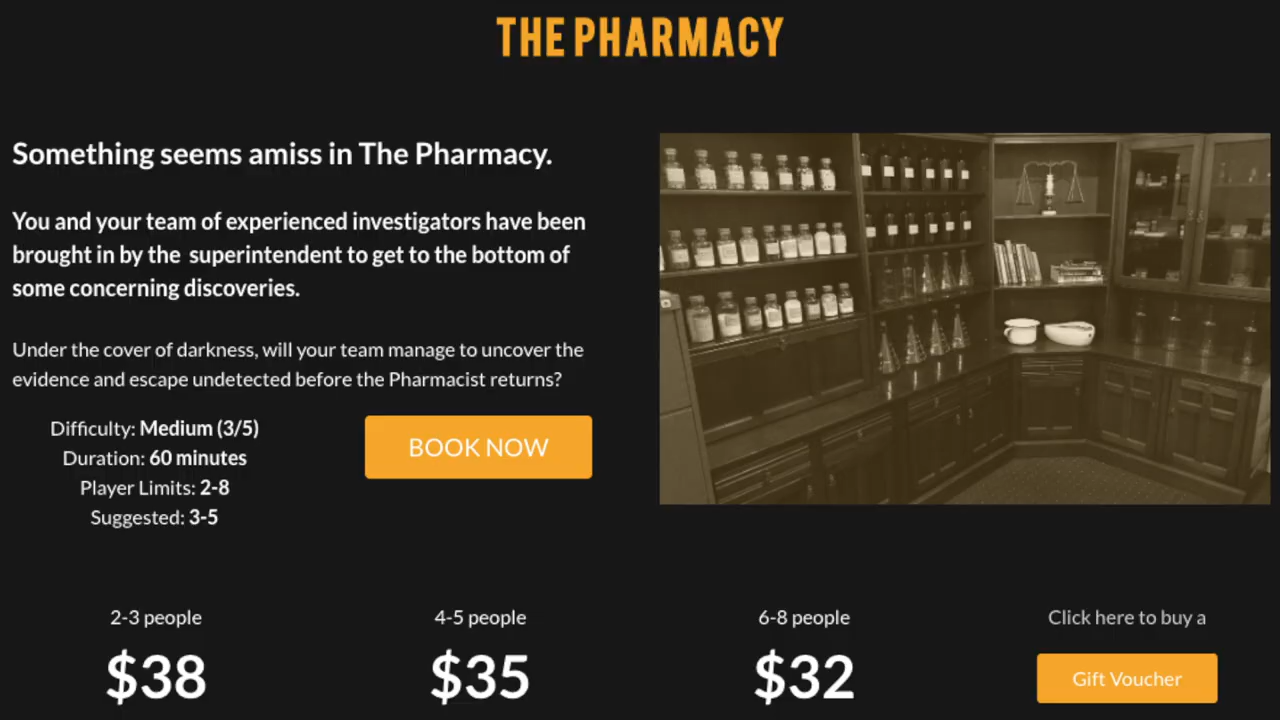 THE PHARMACY
Something seems amiss in The Pharmacy.
You and your team of experienced investigators have been
brought in by the superintendent to get to the bottom of
some concerning discoveries.
Under the cover of darkness, will your team manage to uncover the
evidence and escape undetected before the Pharmacist returns?
Difficulty: Medium (3/5)
Duration: 60 minutes
Player Limits: 2-8
Suggested: 3-5
BOOK NOW
2-3 people
$38
4-5 people
$35
6-8 people
$32
Click here to buy a
Gift Voucher